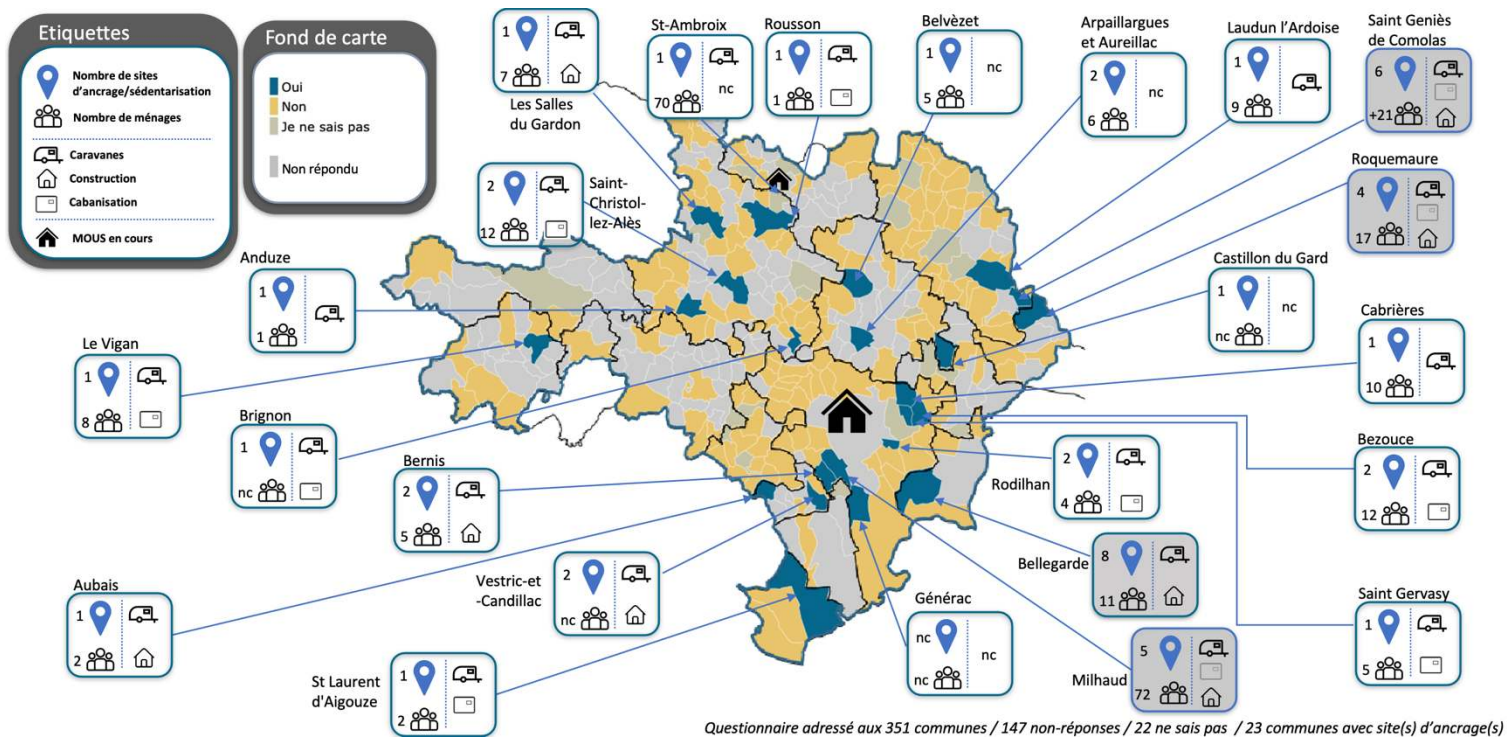 Etiquettes
Nombre de sites
d'ancrage/sédentarisation
Nombre de ménages
Caravanes
Construction
Cabanisation
MOUS en cours
Fond de carte
Oui
Non
Je ne sais pas
Non répondu
1
7
Les Salles
du Gardon
St-Ambroix
1
70
nc
Rousson
1
1
Belvèzet
1
5
nc
Arpaillargues
et Aureillac
2
6
nc
Laudun l'Ardoise
1
9
Saint Geniès
de Comolas
6
+21
Roquemaure
4
17
2
12
Saint-
Christol-
lez-Alès
Castillon du Gard
1
nc
nc
Anduze
1
1
Cabrières
1
10
Le Vigan
1
8
Brignon
1
nc
Bernis
2
5
Rodilhan
2
4
Bezouce
2
12
Bellegarde
8
11
Vestric-et
-Candillac
2
nc
Aubais
1
2
Générac
nc
nc
nc
Saint Gervasy
1
5
Milhaud
5
72
St Laurent
d'Aigouze
1
2
Questionnaire adressé aux 351 communes / 147 non-réponses / 22 ne sais pas / 23 communes avec site(s) d'ancrage(s)